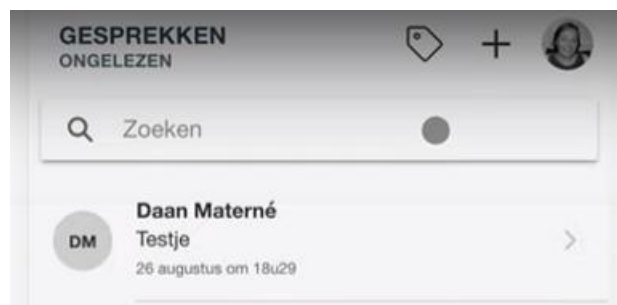 GESPREKKEN
ONGELEZEN
Zoeken
DM
Daan Materné
Testje
26 augustus om 18u29